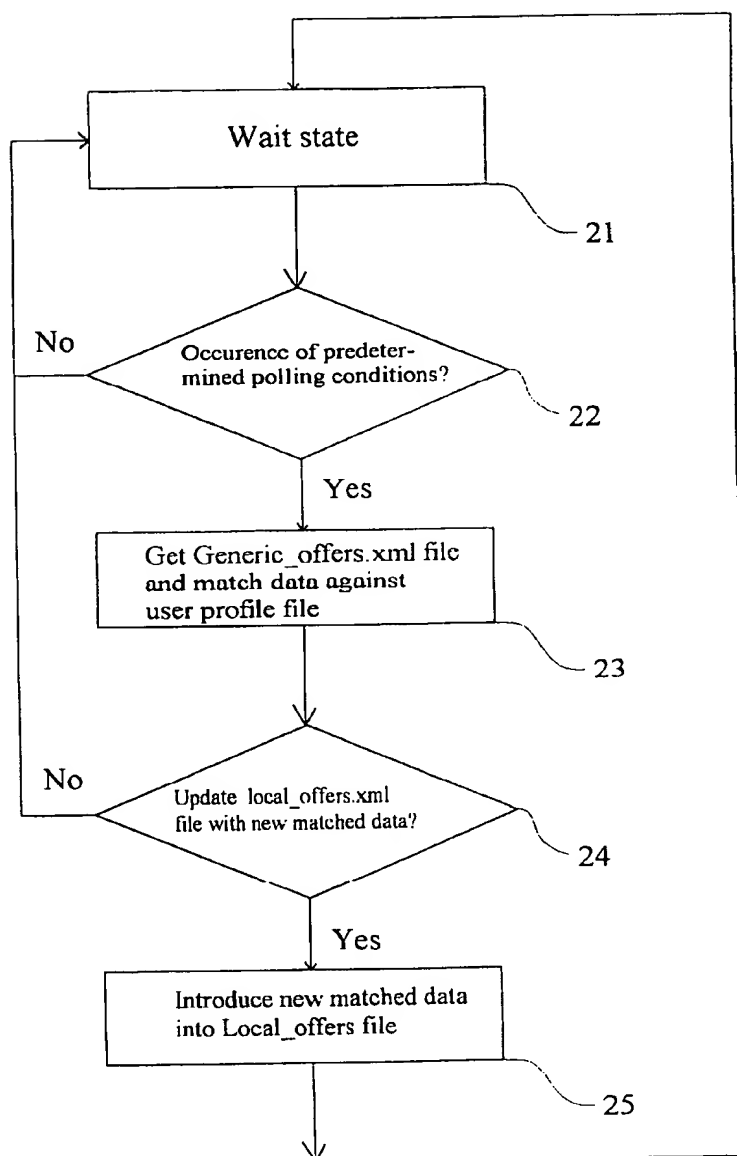 Wait state
21
Occurence of predeter-
mined polling conditions?
No
22
Yes
Get Generic_offers.xml file
and match data against
user profile file
23
No
Update local_offers.xml
file with new matched data?
24
Yes
Introduce new matched data
into Local_offers file
25